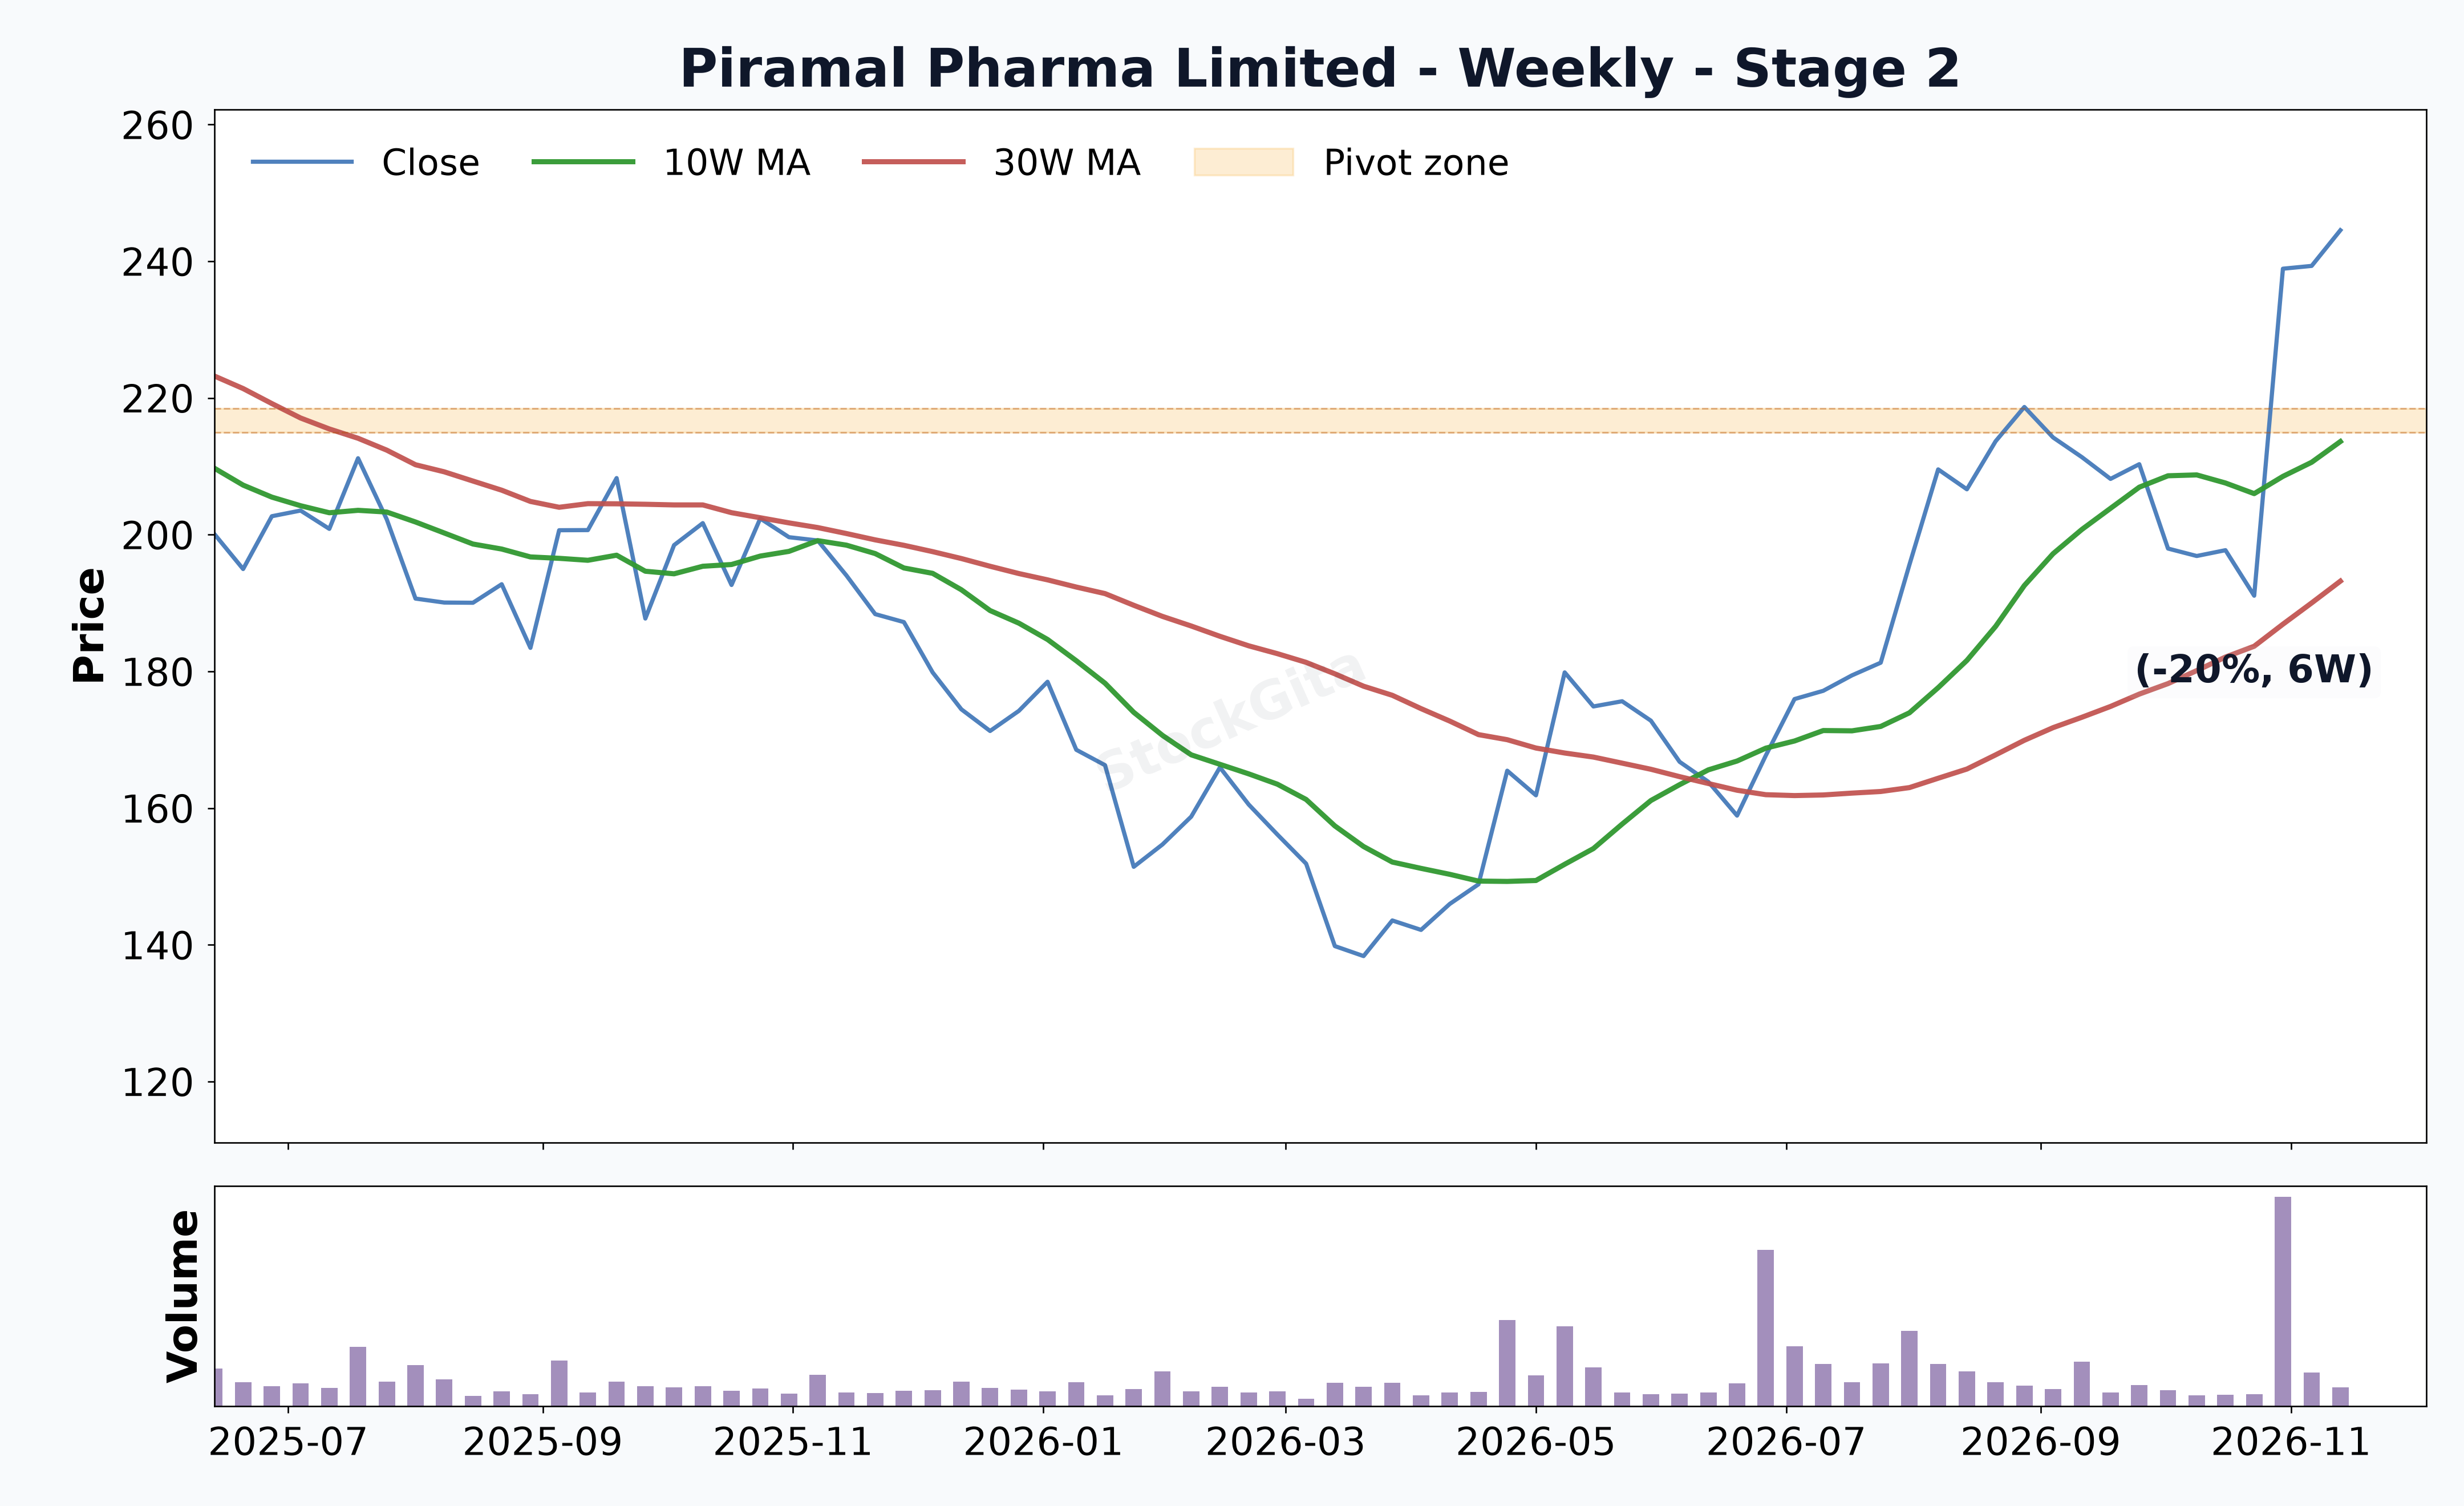 Piramal Pharma Limited - Weekly - Stage 2
260
Close
10W MA
30W MA
Pivot zone
240
220
200
180
160
140
120
Price
(-20%, 6W)
StockGita
Volume
2025-07
2025-09
2025-11
2026-01
2026-03
2026-05
2026-07
2026-09
2026-11